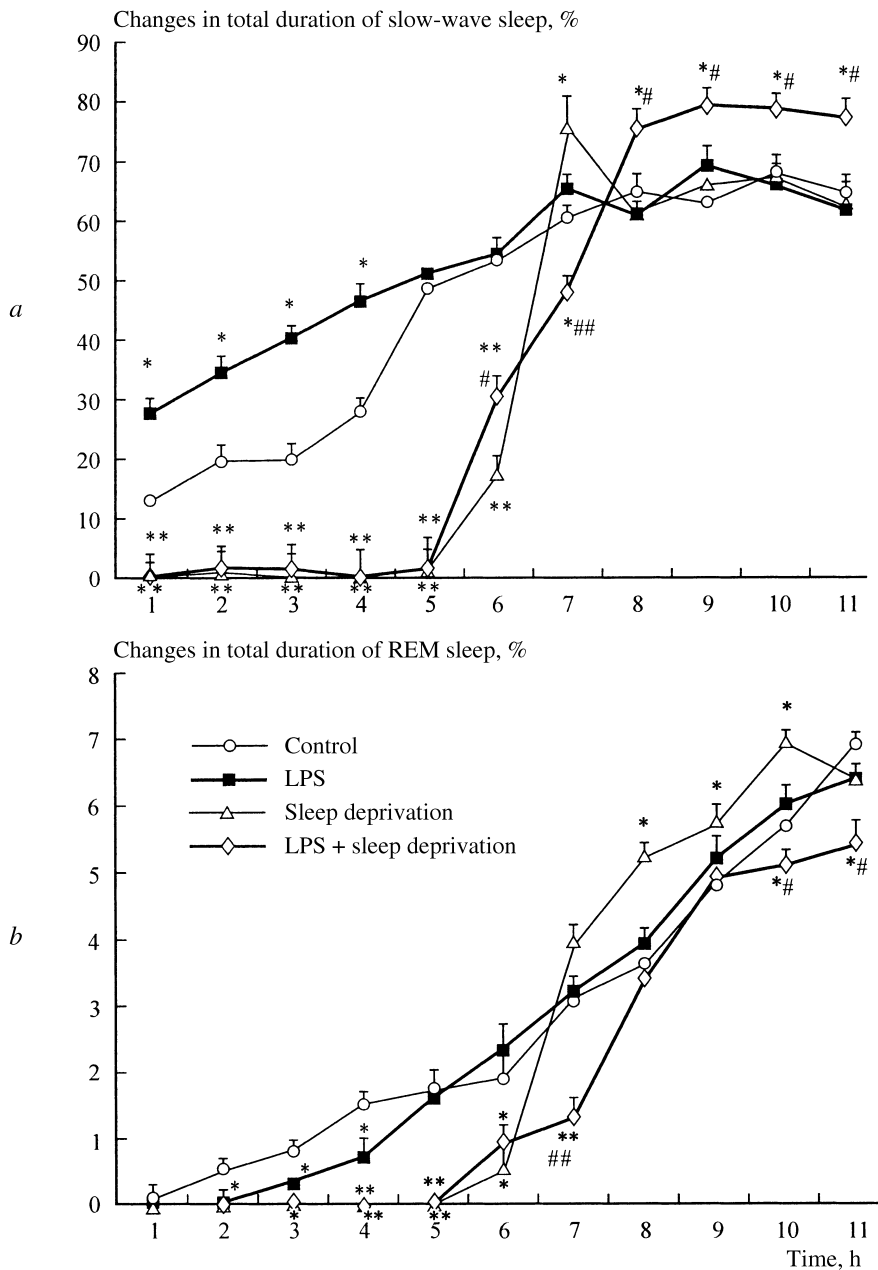 Changes in total duration of slow-wave sleep, %
90
*# *#
* *# *#
80
70
60
50
*
a
*
40 *
* **
*##
30 #
20
**
10 ** ** ** ** **
0
** ** ** ** **
1 2 3 4 5 6 7 8 9 10 11
Changes in total duration of REM sleep, %
8
*
7
Control
LPS
*
6 Sleep deprivation
*
LPS + sleep deprivation
5
*# *#
b
4
3
2
*
1 * **
* ##
** ** *
*
0
* ** **
1 2 3 4 5 6 7 8 9 10 11
Time, h